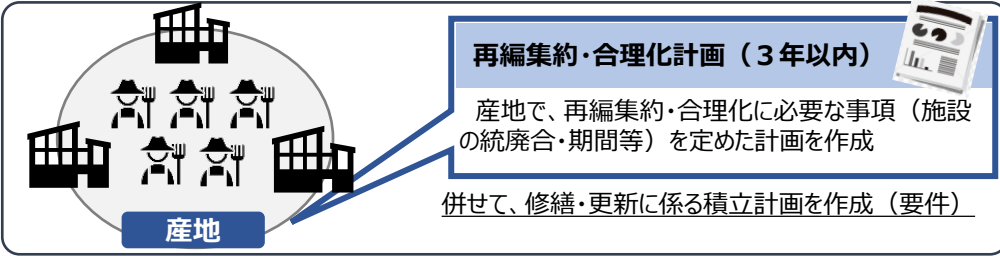 再編集約・合理化計画（３年以内）
産地で、再編集約・合理化に必要な事項（施設
の統廃合・期間等）を定めた計画を作成
併せて、修繕・更新に係る積立計画を作成（要件）
産地